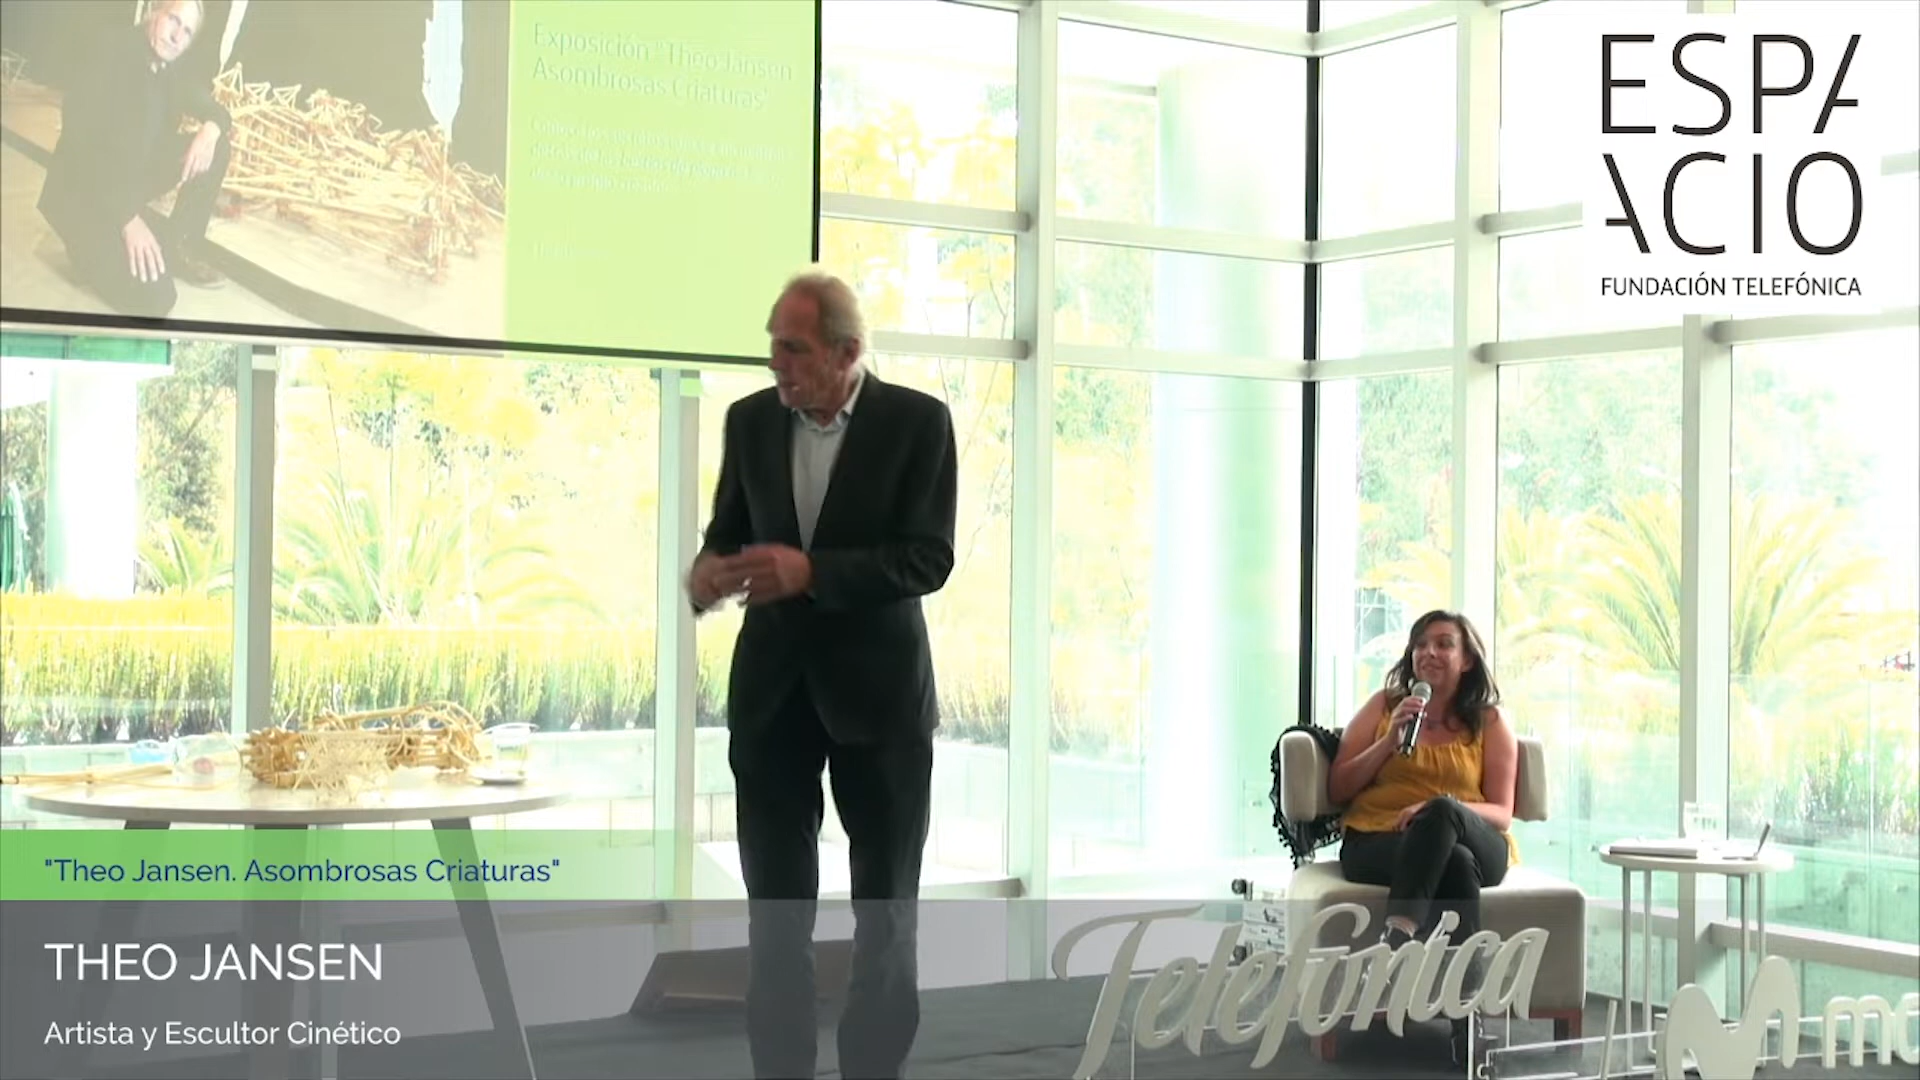 Exposición "Theo Jansen
Asombrosas Criaturas"
ESPA
ACIO
FUNDACIÓN TELEFÓNICA
"Theo Jansen. Asombrosas Criaturas"
THEO JANSEN
Artista y Escultor Cinético
Telefónica